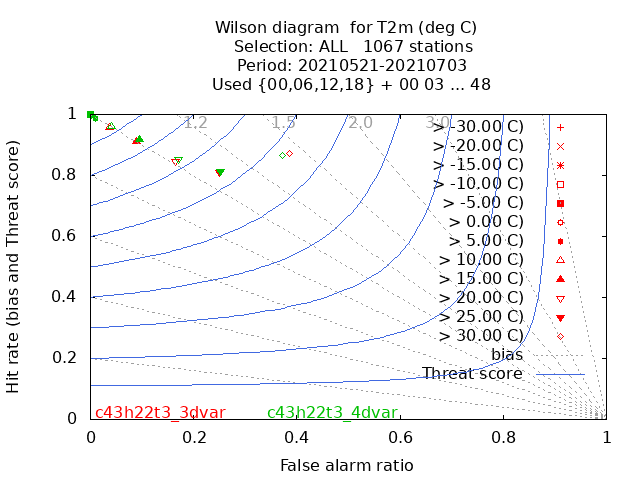 Wilson diagram  for T2m (deg C)
Selection: ALL   1067 stations
Period: 20210521-20210703
Used {00,06,12,18} + 00 03 ... 48
1
0.8
0.6
0.4
0.2
0
Hit rate (bias and Threat score)
1.2
1.5
2.0
3.0
> -30.00 C)
> -20.00 C)
> -15.00 C)
> -10.00 C)
> -5.00 C)
> 0.00 C)
> 5.00 C)
> 10.00 C)
> 15.00 C)
> 20.00 C)
> 25.00 C)
> 30.00 C)
bias
Threat score
c43h22t3_3dvar c43h22t3_4dvar
0 0.2 0.4 0.6 0.8 1
False alarm ratio